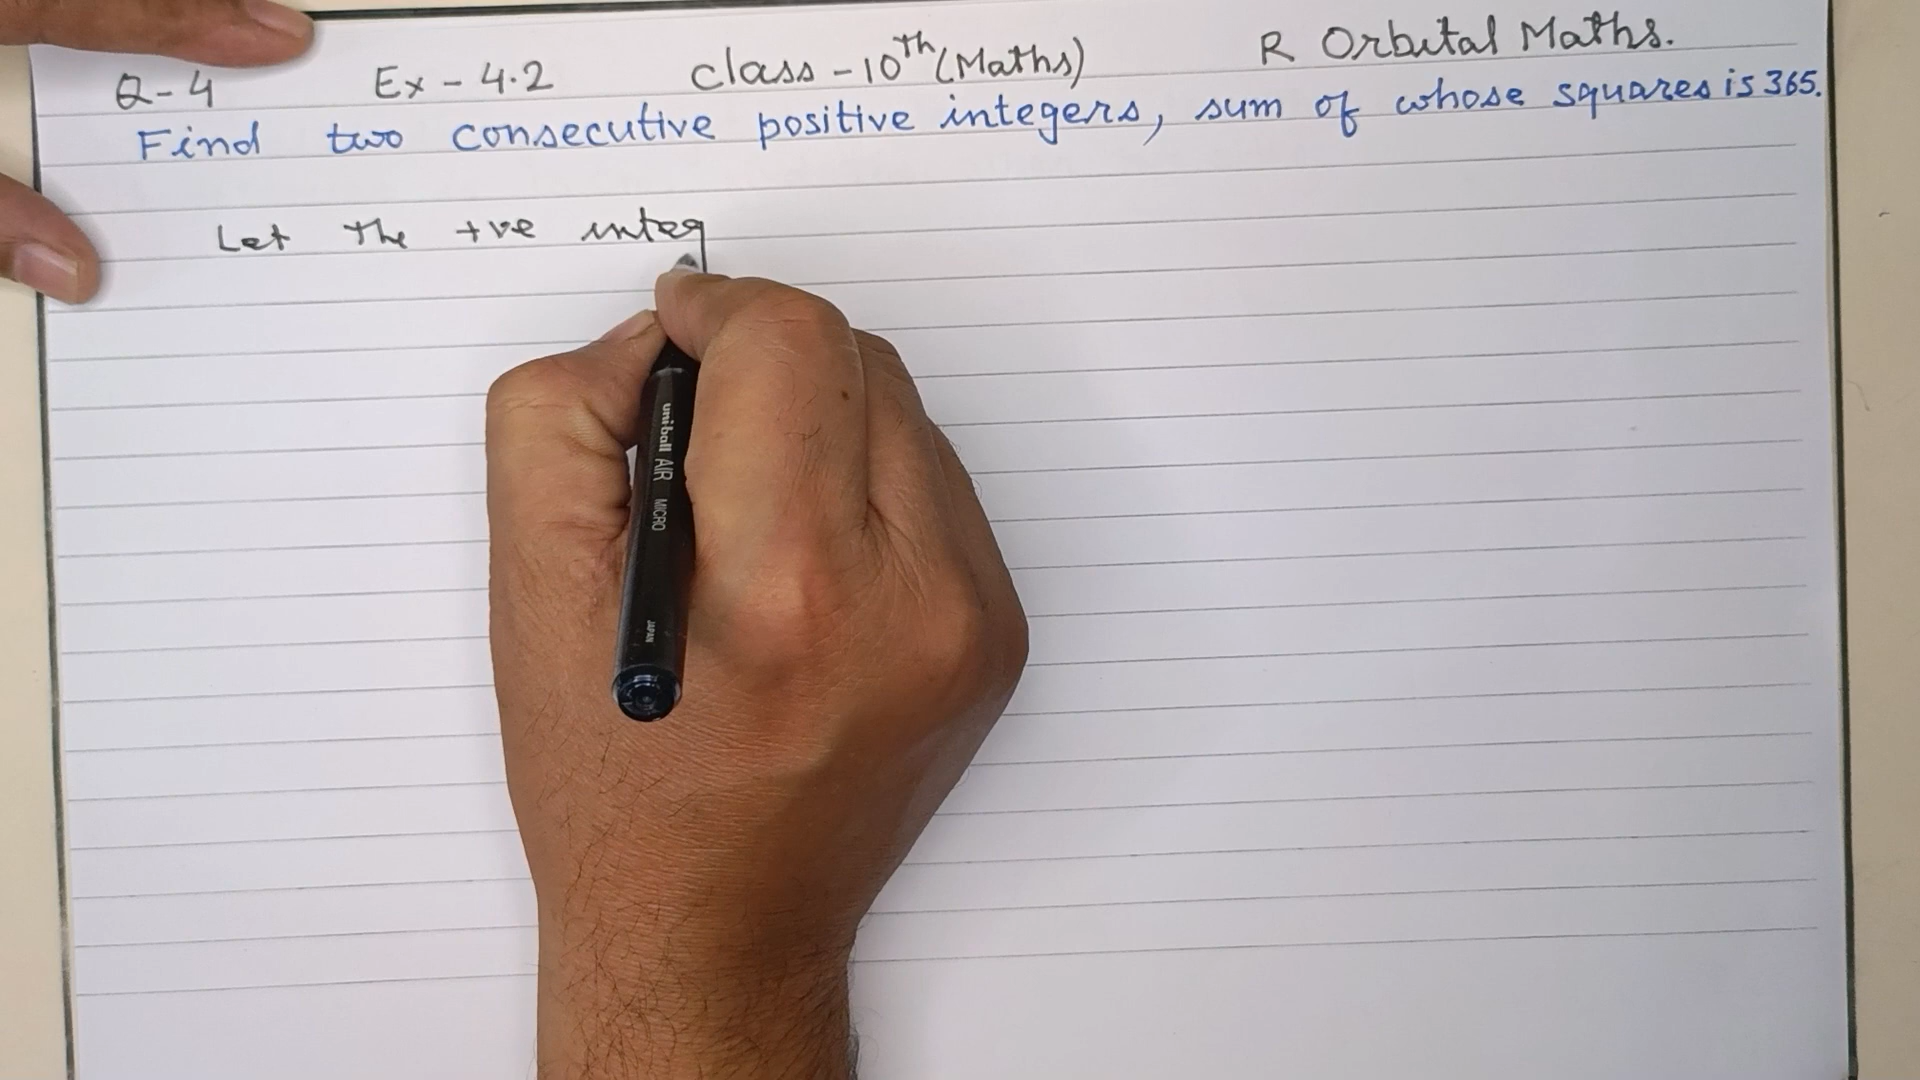 Q-4 Ex-4.2 Class-10th (Maths) R Orbital Maths.
Find two consecutive positive integers, sum of whose squares is 365.
Let the +ve integ
uniball AIR MICRO JAPAN